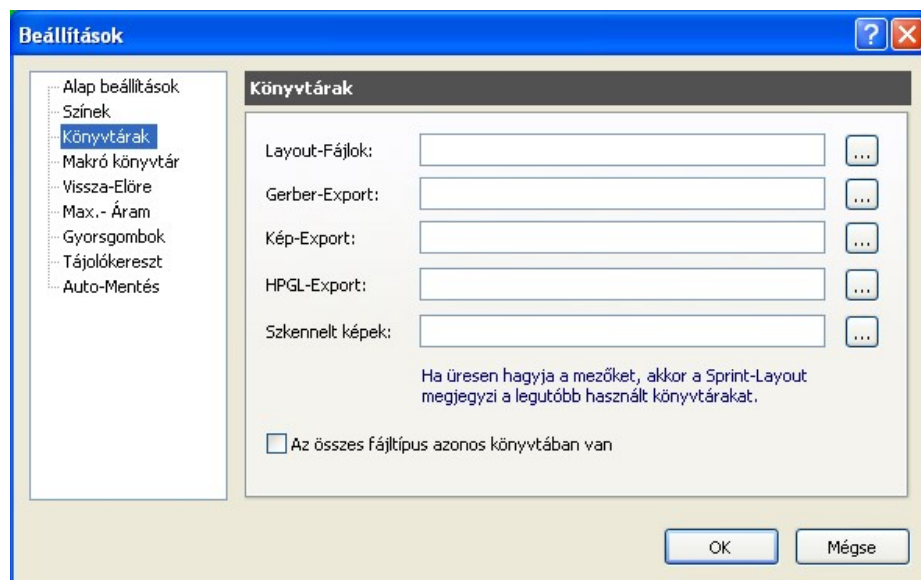 Beállítások
Alap beállítások
Színek
Könyvtárak
Makró könyvtár
Vissza-Elöre
Max.- Áram
Gyorsgombok
Tájolókereszt
Auto-Mentés
Könyvtárak
Layout-Fájlok:
...
Gerber-Export:
...
Kép-Export:
...
HPGL-Export:
...
Szkennelt képek:
...
Ha üresen hagyja a mezőket, akkor a Sprint-Layout
megjegyzi a legutóbb használt könyvtárakat.
Az összes fájltípus azonos könyvtában van
OK
Mégse